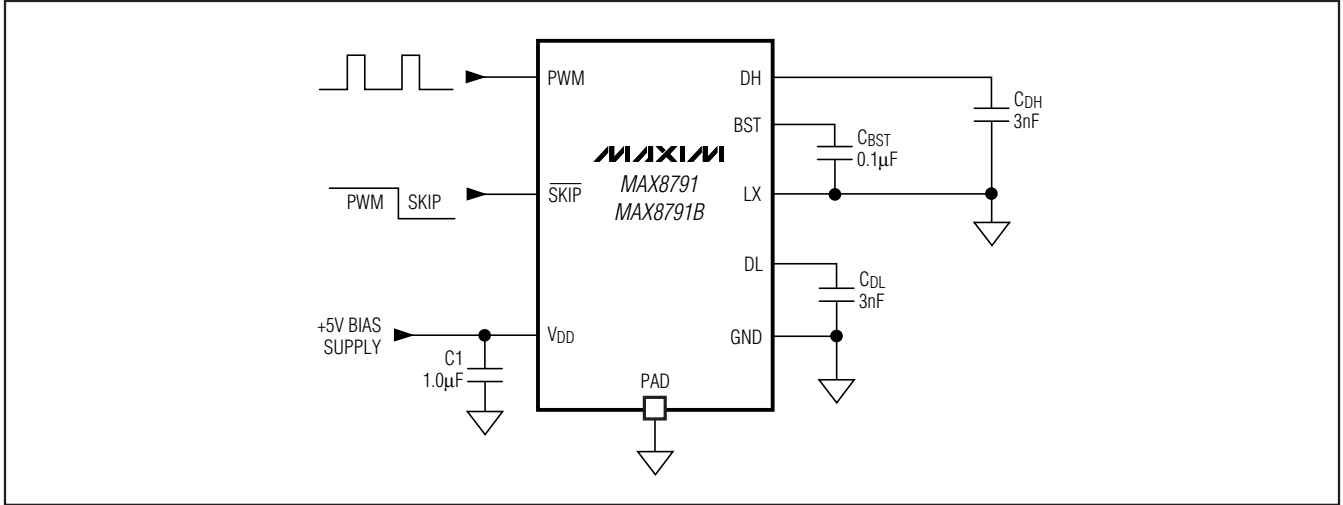 PWM
DH
CDH
3nF
BST
CBST
0.1µF
MAXIM
MAX8791
MAX8791B
PWM SKIP
SKIP
LX
DL
CDL
3nF
+5V BIAS
SUPPLY
VDD
GND
C1
1.0µF
PAD